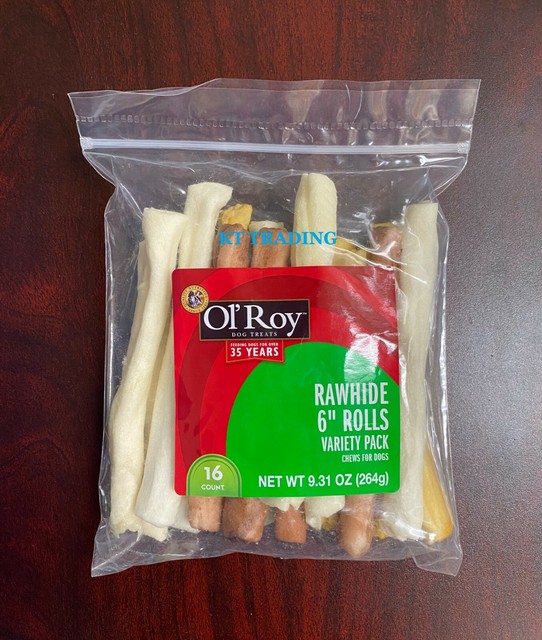 KT TRADING
Ol'Roy™
DOG TREATS
FEEDING DOGS FOR OVER
35 YEARS
RAWHIDE
6" ROLLS
VARIETY PACK
CHEWS FOR DOGS
16
COUNT
NET WT 9.31 OZ (264g)